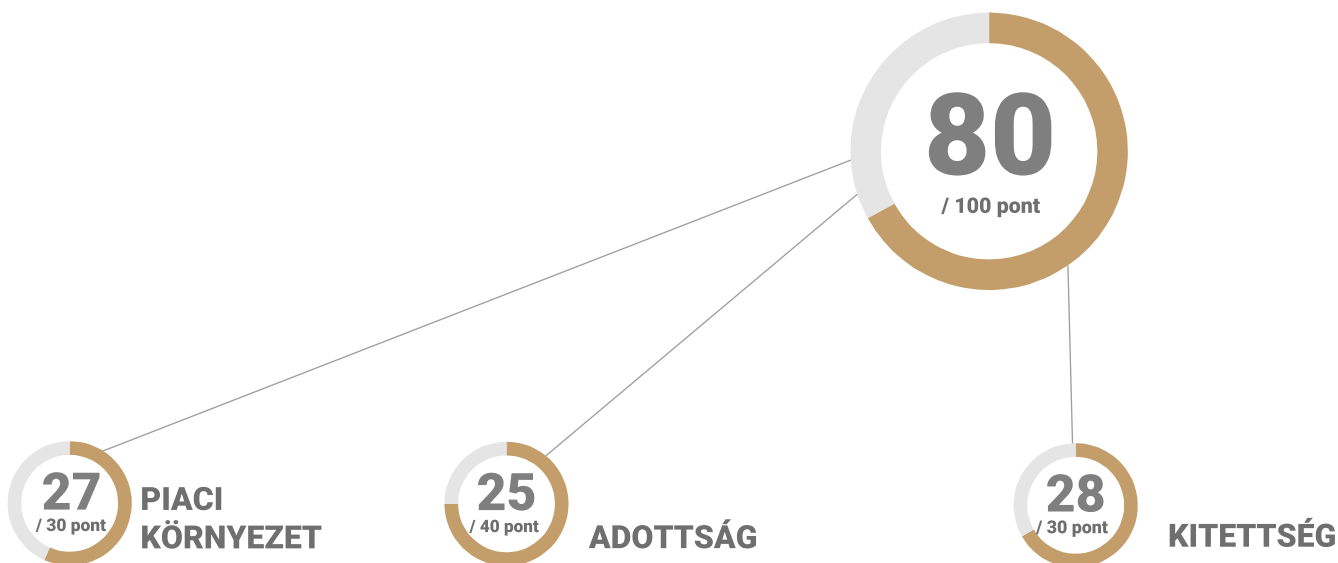 80
/ 100 pont
27
/ 30 pont
PIACI
KÖRNYEZET
25
/ 40 pont
ADOTTSÁG
28
/ 30 pont
KITETTSÉG